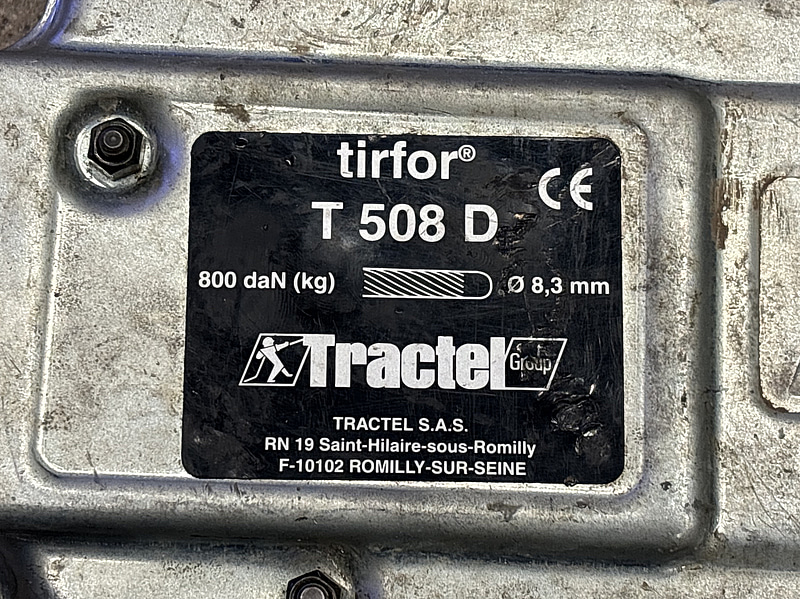 tirfor®
T 508 D
CE
800 daN (kg) Ø 8,3 mm
Tractel Group
TRACTEL S.A.S.
RN 19 Saint-Hilaire-sous-Romilly
F-10102 ROMILLY-SUR-SEINE